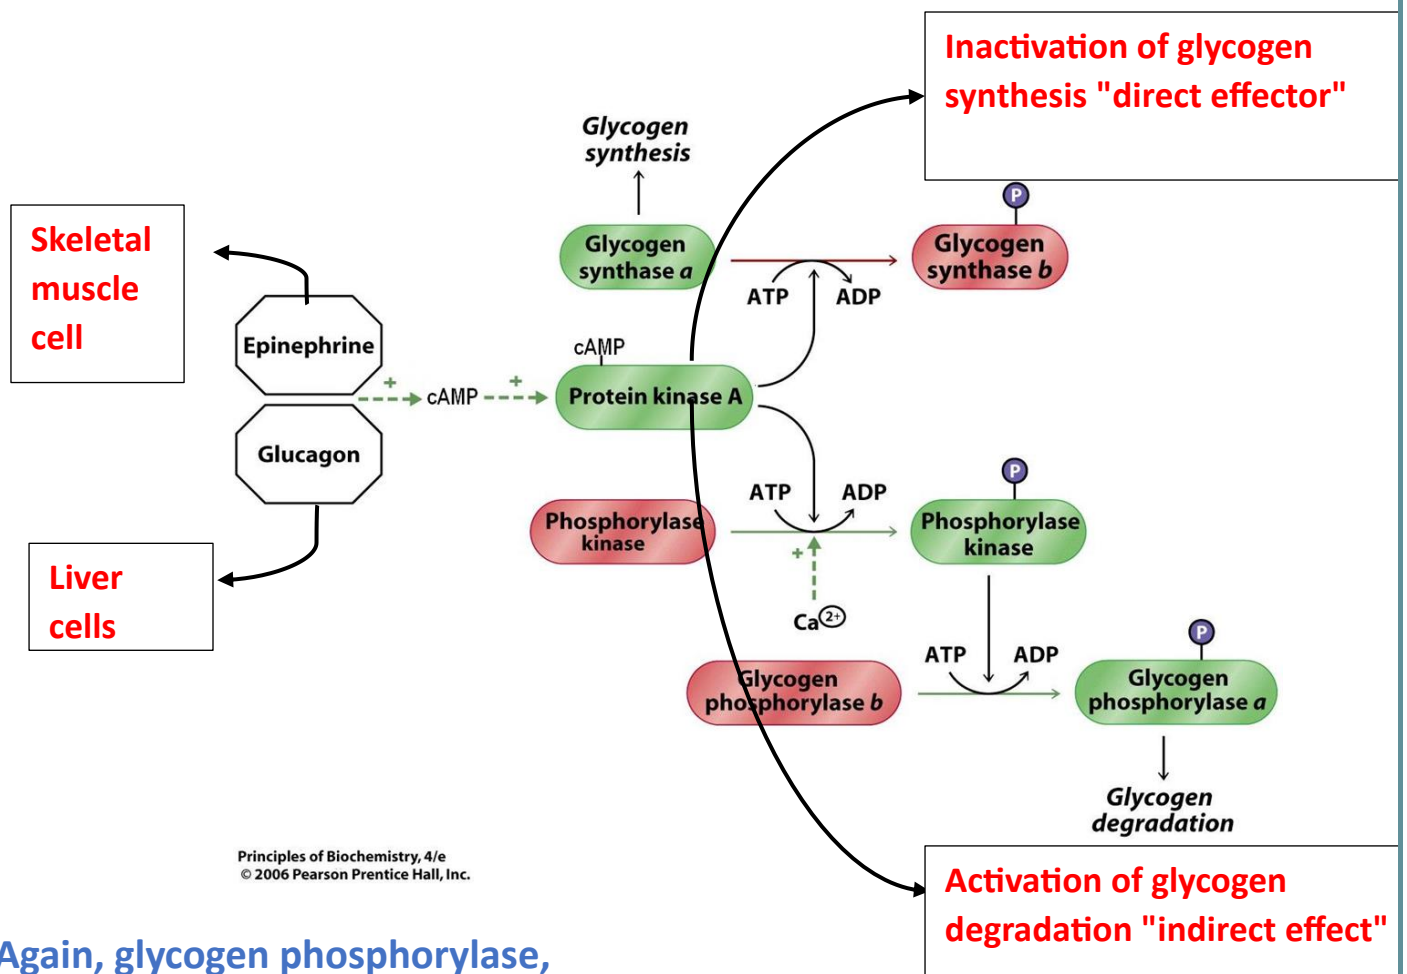 Inactivation of glycogen
synthesis "direct effector"
Glycogen
synthesis
P
Skeletal
muscle
cell
Glycogen
synthase a
Glycogen
synthase b
ATP
ADP
Epinephrine
cAMP
+
cAMP
+
Protein kinase A
Glucagon
P
ATP
ADP
Phosphorylase
kinase
Phosphorylase
kinase
+
Ca2+
Liver
cells
P
ATP
ADP
Glycogen
phosphorylase b
Glycogen
phosphorylase a
Glycogen
degradation
Principles of Biochemistry, 4/e
© 2006 Pearson Prentice Hall, Inc.
Activation of glycogen
degradation "indirect effect"
Again, glycogen phosphorylase,